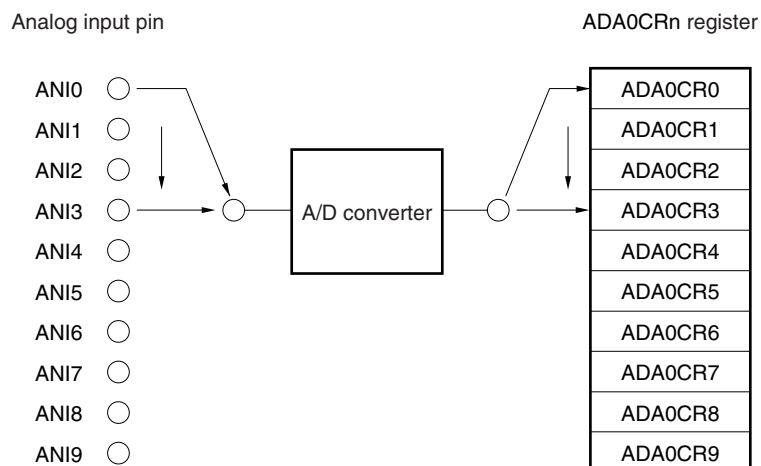 Analog input pin
ADA0CRn register
ANI0
ADA0CR0
ANI1
ADA0CR1
ANI2
ADA0CR2
ANI3
A/D converter
ADA0CR3
ANI4
ADA0CR4
ANI5
ADA0CR5
ANI6
ADA0CR6
ANI7
ADA0CR7
ANI8
ADA0CR8
ANI9
ADA0CR9